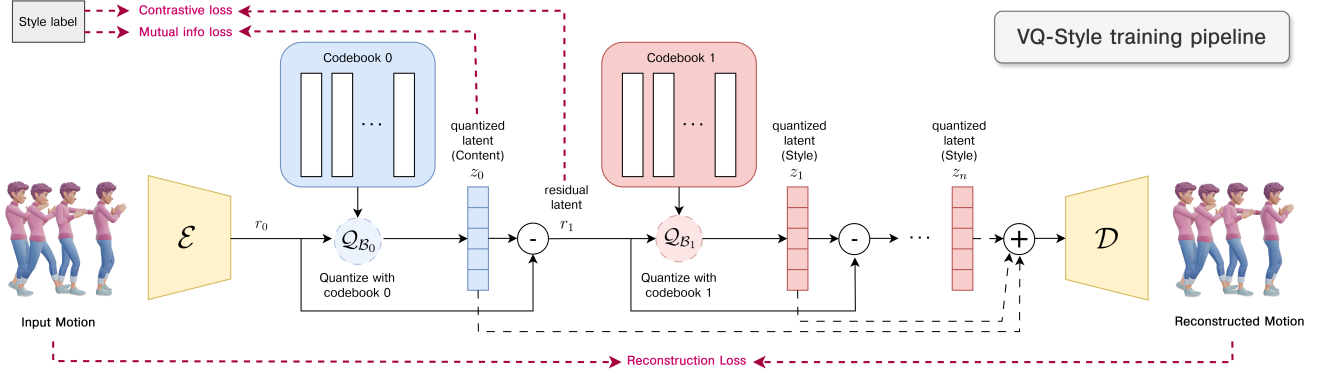 Style label
Contrastive loss
Mutual info loss
VQ-Style training pipeline
Codebook 0
...
Codebook 1
...
quantized
latent
(Content)
z₀
quantized
latent
(Style)
z₁
quantized
latent
(Style)
zₙ
residual
latent
ℰ
r₀
𝒬ℬ₀
-
r₁
𝒬ℬ₁
-
...
+
𝒟
Quantize with
codebook 0
Quantize with
codebook 1
Input Motion
Reconstructed Motion
Reconstruction Loss